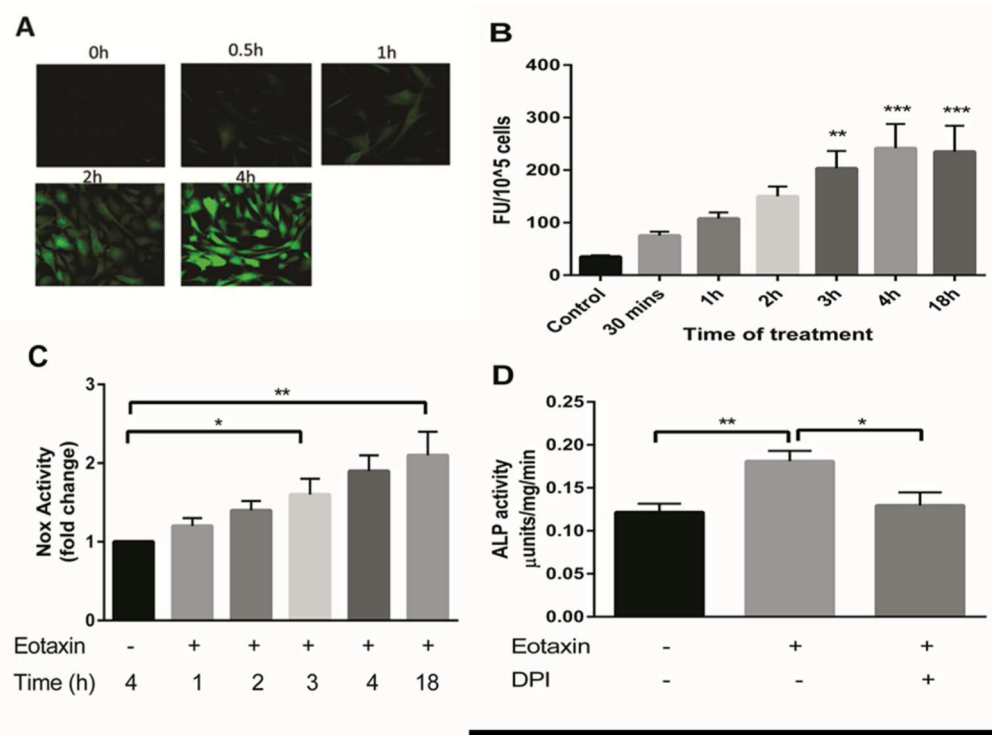 A
0h 0.5h 1h
2h 4h
B
400
300
200
100
0
FU/10^5 cells
** *** ***
Control 30 mins 1h 2h 3h 4h 18h
Time of treatment
C
3
2
1
0
Nox Activity
(fold change)
**
*
Eotaxin - + + + + +
Time (h) 4 1 2 3 4 18
D
0.25
0.20
0.15
0.10
0.05
0.00
ALP activity
μunits/mg/min
** *
Eotaxin - + +
DPI - - +